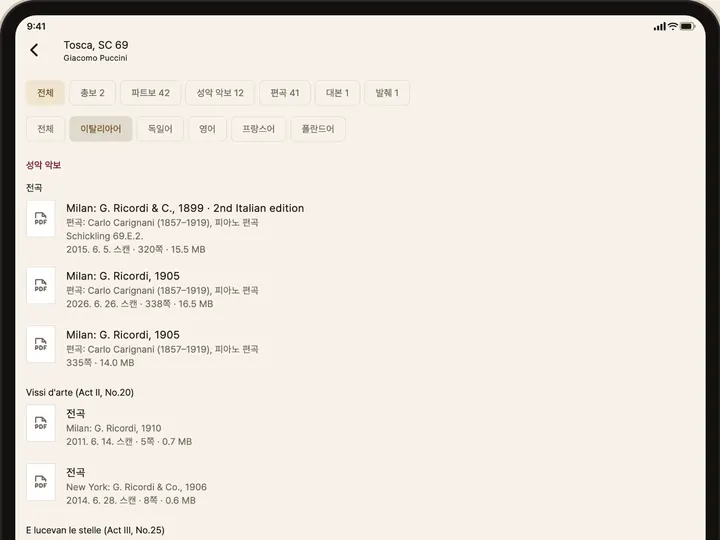 9:41
Tosca, SC 69
Giacomo Puccini
전체 총보 2 파트보 42 성악 악보 12 편곡 41 대본 1 발췌 1
전체 이탈리아어 독일어 영어 프랑스어 폴란드어
성악 악보
전곡
PDF
Milan: G. Ricordi & C., 1899 · 2nd Italian edition
편곡: Carlo Carignani (1857–1919), 피아노 편곡
Schickling 69.E.2.
2015. 6. 5. 스캔 · 320쪽 · 15.5 MB
PDF
Milan: G. Ricordi, 1905
편곡: Carlo Carignani (1857–1919), 피아노 편곡
2026. 6. 26. 스캔 · 338쪽 · 16.5 MB
PDF
Milan: G. Ricordi, 1905
편곡: Carlo Carignani (1857–1919), 피아노 편곡
335쪽 · 14.0 MB
Vissi d'arte (Act II, No.20)
PDF
전곡
Milan: G. Ricordi, 1910
2011. 6. 14. 스캔 · 5쪽 · 0.7 MB
PDF
전곡
New York: G. Ricordi & Co., 1906
2014. 6. 28. 스캔 · 8쪽 · 0.6 MB
E lucevan le stelle (Act III, No.25)